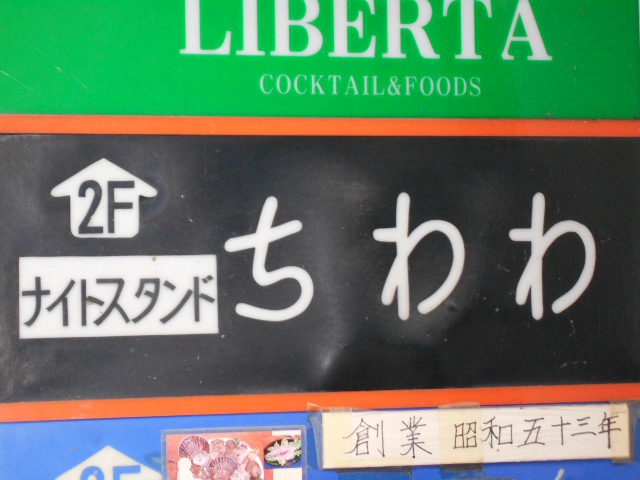 LIBERTA
COCKTAIL&FOODS
2F
ナイトスタンド
ちわわ
創業 昭和五十三年